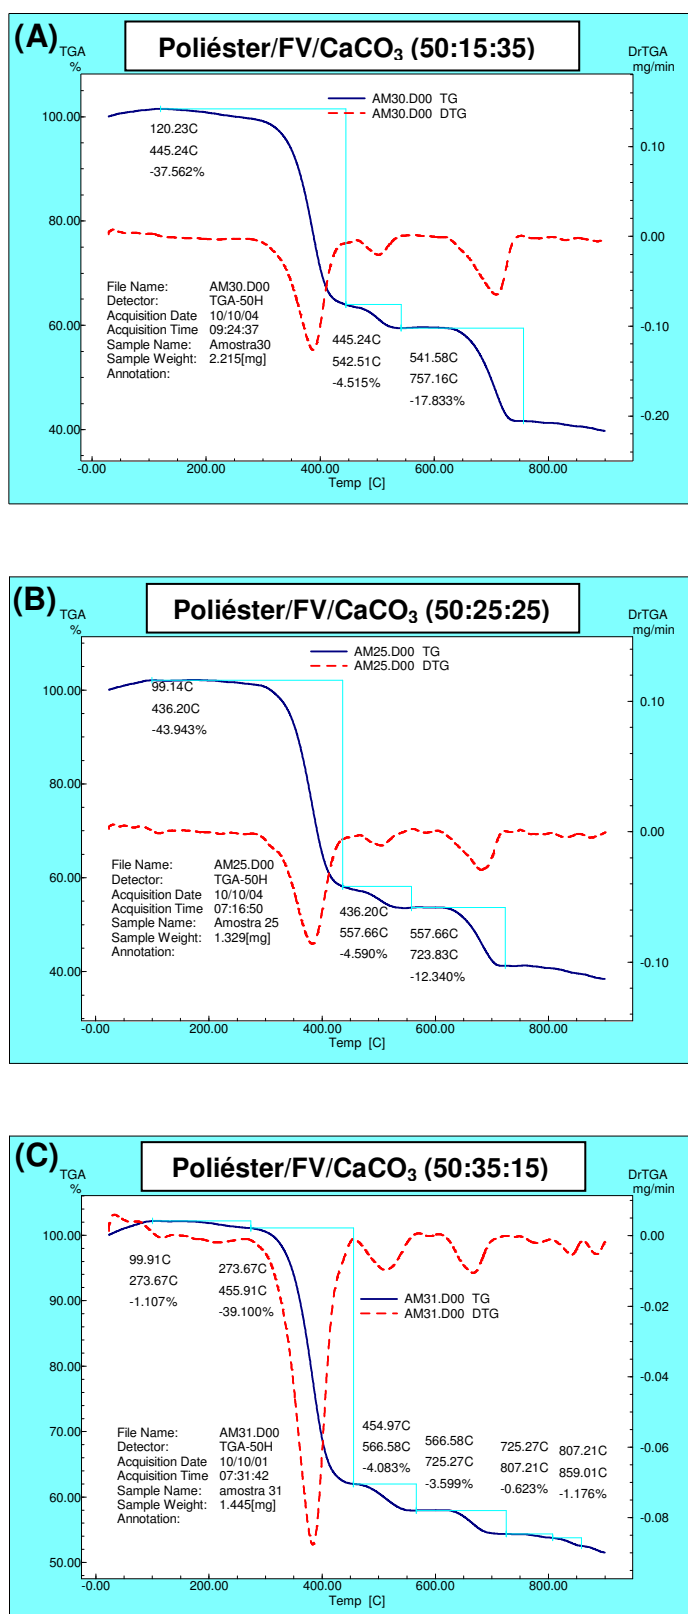 (A)
TGA
%
Poliéster/FV/CaCO3 (50:15:35)
DrTGA
mg/min
AM30.D00 TG
AM30.D00 DTG
100.00
80.00
60.00
40.00
0.10
0.00
-0.10
-0.20
120.23C
445.24C
-37.562%
File Name: AM30.D00
Detector: TGA-50H
Acquisition Date 10/10/04
Acquisition Time 09:24:37
Sample Name: Amostra30
Sample Weight: 2.215[mg]
Annotation:
445.24C
542.51C
-4.515%
541.58C
757.16C
-17.833%
-0.00 200.00 400.00 600.00 800.00
Temp [C]
(B)
TGA
%
Poliéster/FV/CaCO3 (50:25:25)
DrTGA
mg/min
AM25.D00 TG
AM25.D00 DTG
100.00
80.00
60.00
40.00
0.10
0.00
-0.10
99.14C
436.20C
-43.943%
File Name: AM25.D00
Detector: TGA-50H
Acquisition Date 10/10/04
Acquisition Time 07:16:50
Sample Name: Amostra 25
Sample Weight: 1.329[mg]
Annotation:
436.20C
557.66C
-4.590%
557.66C
723.83C
-12.340%
-0.00 200.00 400.00 600.00 800.00
Temp [C]
(C)
TGA
%
Poliéster/FV/CaCO3 (50:35:15)
DrTGA
mg/min
100.00
90.00
80.00
70.00
60.00
50.00
0.00
-0.02
-0.04
-0.06
-0.08
99.91C
273.67C
-1.107%
273.67C
455.91C
-39.100%
AM31.D00 TG
AM31.D00 DTG
File Name: AM31.D00
Detector: TGA-50H
Acquisition Date 10/10/01
Acquisition Time 07:31:42
Sample Name: amostra 31
Sample Weight: 1.445[mg]
Annotation:
454.97C
566.58C
-4.083%
566.58C
725.27C
-3.599%
725.27C
807.21C
-0.623%
807.21C
859.01C
-1.176%
-0.00 200.00 400.00 600.00 800.00
Temp [C]